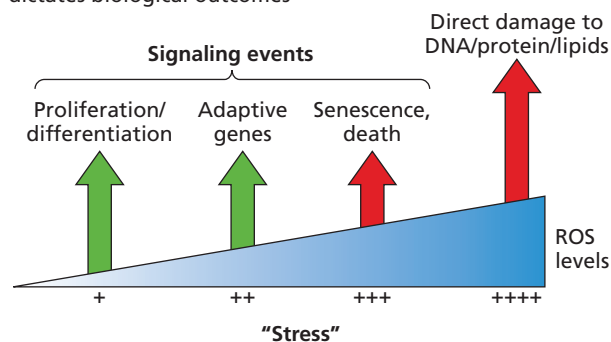 dictates biological outcomes
Direct damage to
DNA/protein/lipids
Signaling events
Proliferation/
differentiation
Adaptive
genes
Senescence,
death
ROS
levels
+
++
+++
++++
“Stress”